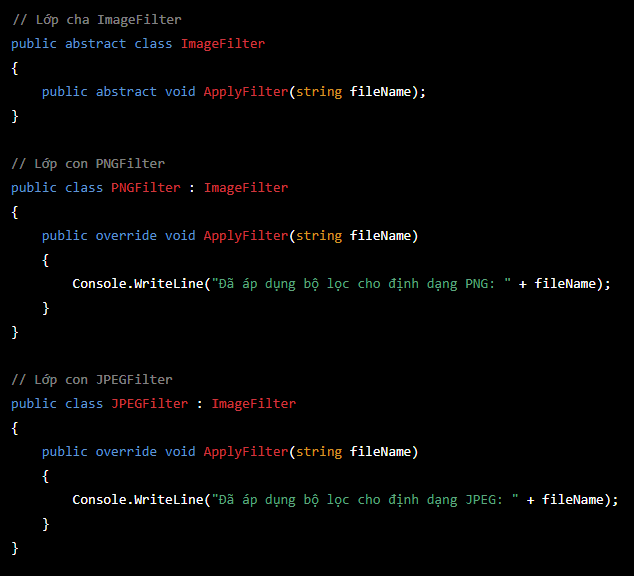 // Lớp cha ImageFilter
public abstract class ImageFilter
{
    public abstract void ApplyFilter(string fileName);
}

// Lớp con PNGFilter
public class PNGFilter : ImageFilter
{
    public override void ApplyFilter(string fileName)
    {
        Console.WriteLine("Đã áp dụng bộ lọc cho định dạng PNG: " + fileName);
    }
}

// Lớp con JPEGFilter
public class JPEGFilter : ImageFilter
{
    public override void ApplyFilter(string fileName)
    {
        Console.WriteLine("Đã áp dụng bộ lọc cho định dạng JPEG: " + fileName);
    }
}